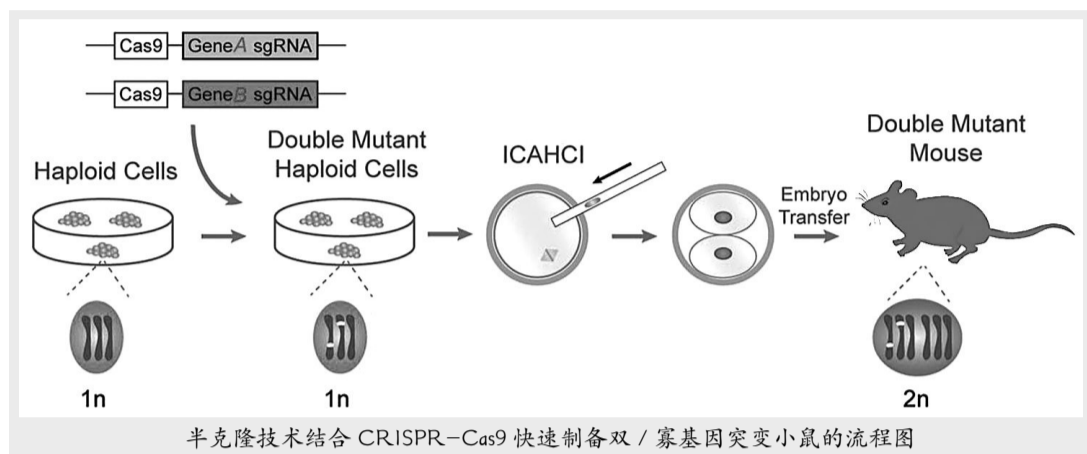 Cas9 GeneA sgRNA
Cas9 GeneB sgRNA
Haploid Cells
Double Mutant
Haploid Cells
ICAHCI
Embryo
Transfer
Double Mutant
Mouse
1n
1n
2n
半克隆技术结合 CRISPR-Cas9 快速制备双 / 寡基因突变小鼠的流程图